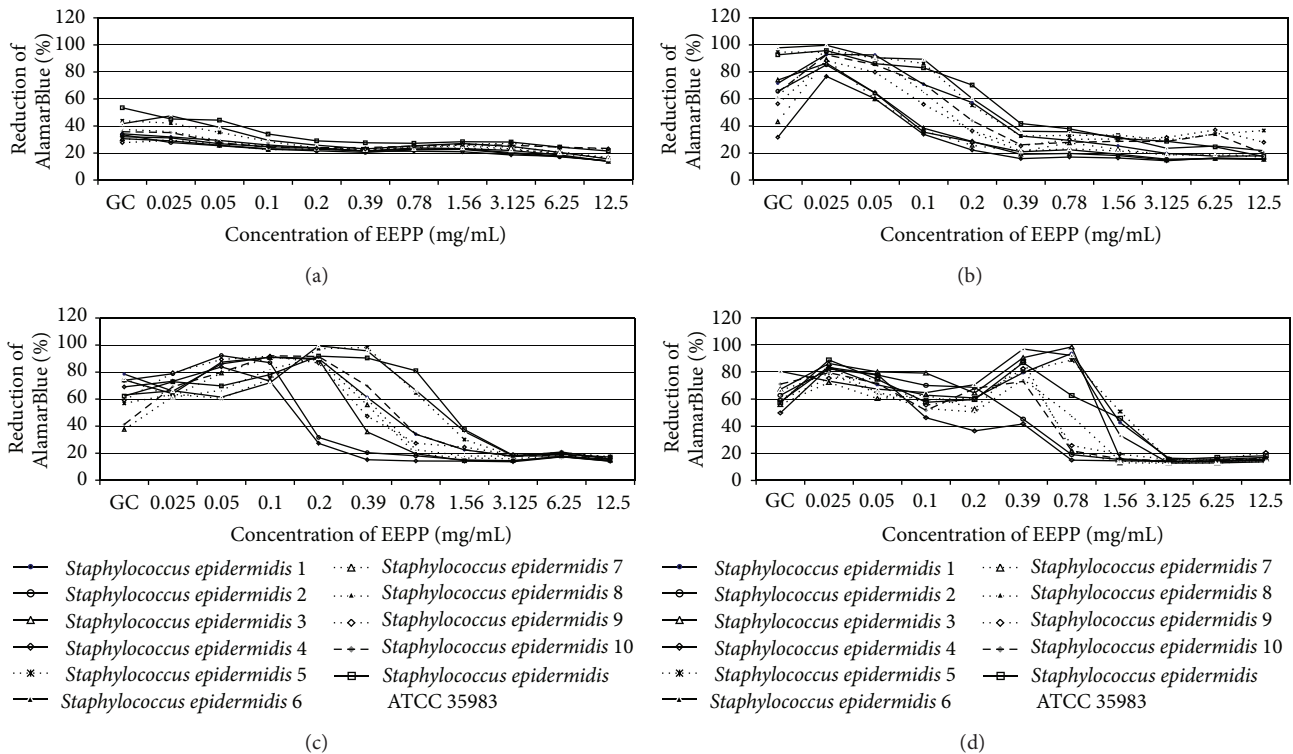 120
100
80
60
40
20
0
Reduction of
AlamarBlue (%)
GC 0.025 0.05 0.1 0.2 0.39 0.78 1.56 3.125 6.25 12.5
Concentration of EEPP (mg/mL)
(a)
120
100
80
60
40
20
0
Reduction of
AlamarBlue (%)
GC 0.025 0.05 0.1 0.2 0.39 0.78 1.56 3.125 6.25 12.5
Concentration of EEPP (mg/mL)
(b)
120
100
80
60
40
20
0
Reduction of
AlamarBlue (%)
GC 0.025 0.05 0.1 0.2 0.39 0.78 1.56 3.125 6.25 12.5
Concentration of EEPP (mg/mL)
Staphylococcus epidermidis 1
Staphylococcus epidermidis 2
Staphylococcus epidermidis 3
Staphylococcus epidermidis 4
Staphylococcus epidermidis 5
Staphylococcus epidermidis 6
Staphylococcus epidermidis 7
Staphylococcus epidermidis 8
Staphylococcus epidermidis 9
Staphylococcus epidermidis 10
Staphylococcus epidermidis
ATCC 35983
(c)
120
100
80
60
40
20
0
Reduction of
AlamarBlue (%)
GC 0.025 0.05 0.1 0.2 0.39 0.78 1.56 3.125 6.25 12.5
Concentration of EEPP (mg/mL)
Staphylococcus epidermidis 1
Staphylococcus epidermidis 2
Staphylococcus epidermidis 3
Staphylococcus epidermidis 4
Staphylococcus epidermidis 5
Staphylococcus epidermidis 6
Staphylococcus epidermidis 7
Staphylococcus epidermidis 8
Staphylococcus epidermidis 9
Staphylococcus epidermidis 10
Staphylococcus epidermidis
ATCC 35983
(d)